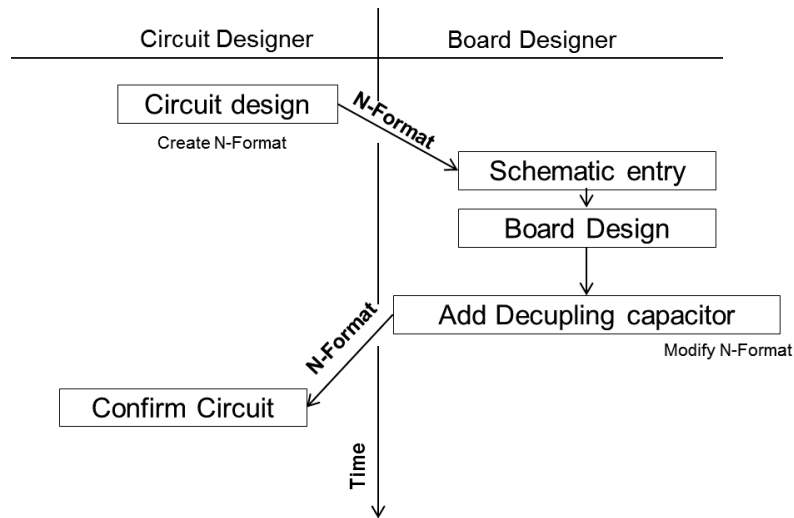 Circuit Designer
Board Designer
Circuit design
N-Format
Create N-Format
Schematic entry
Board Design
Add Decupling capacitor
N-Format
Modify N-Format
Confirm Circuit
Time